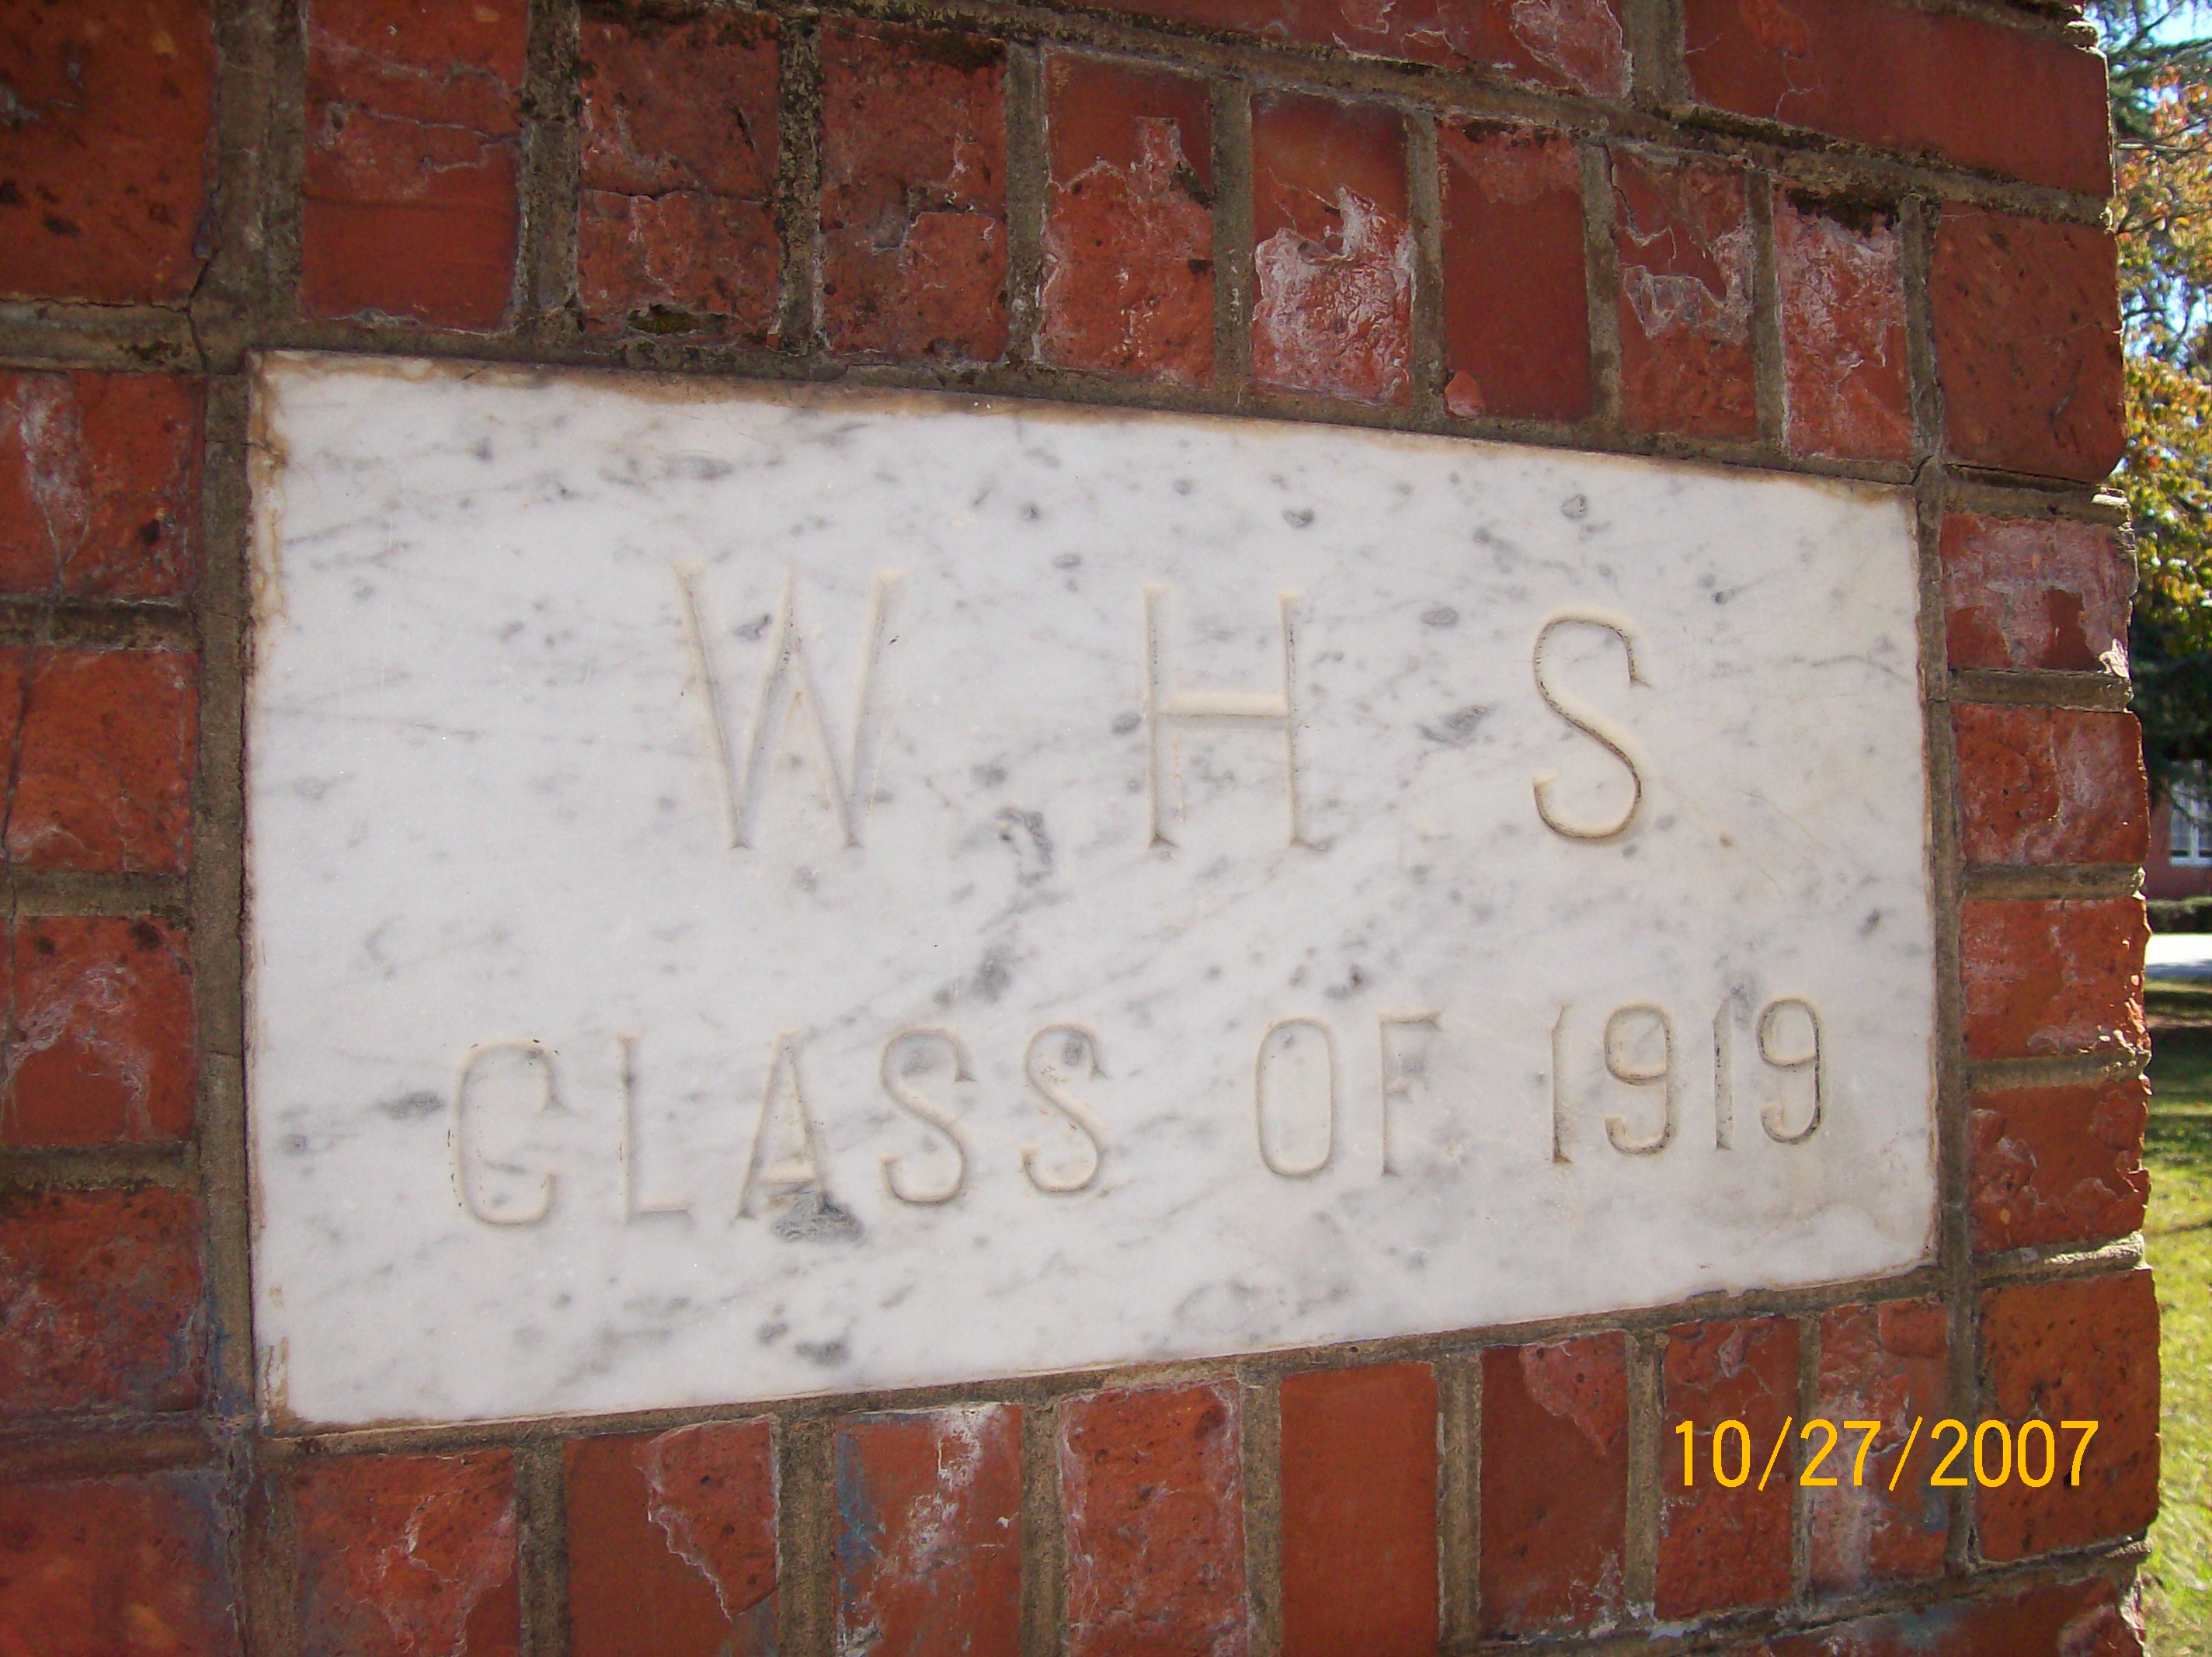 W H S
CLASS OF 1919
10/27/2007